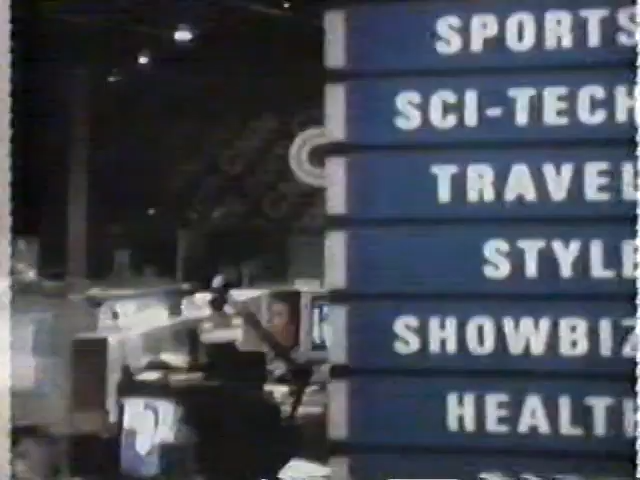 SPORTS
SCI-TECH
TRAVEL
STYLE
SHOWBIZ
HEALTH